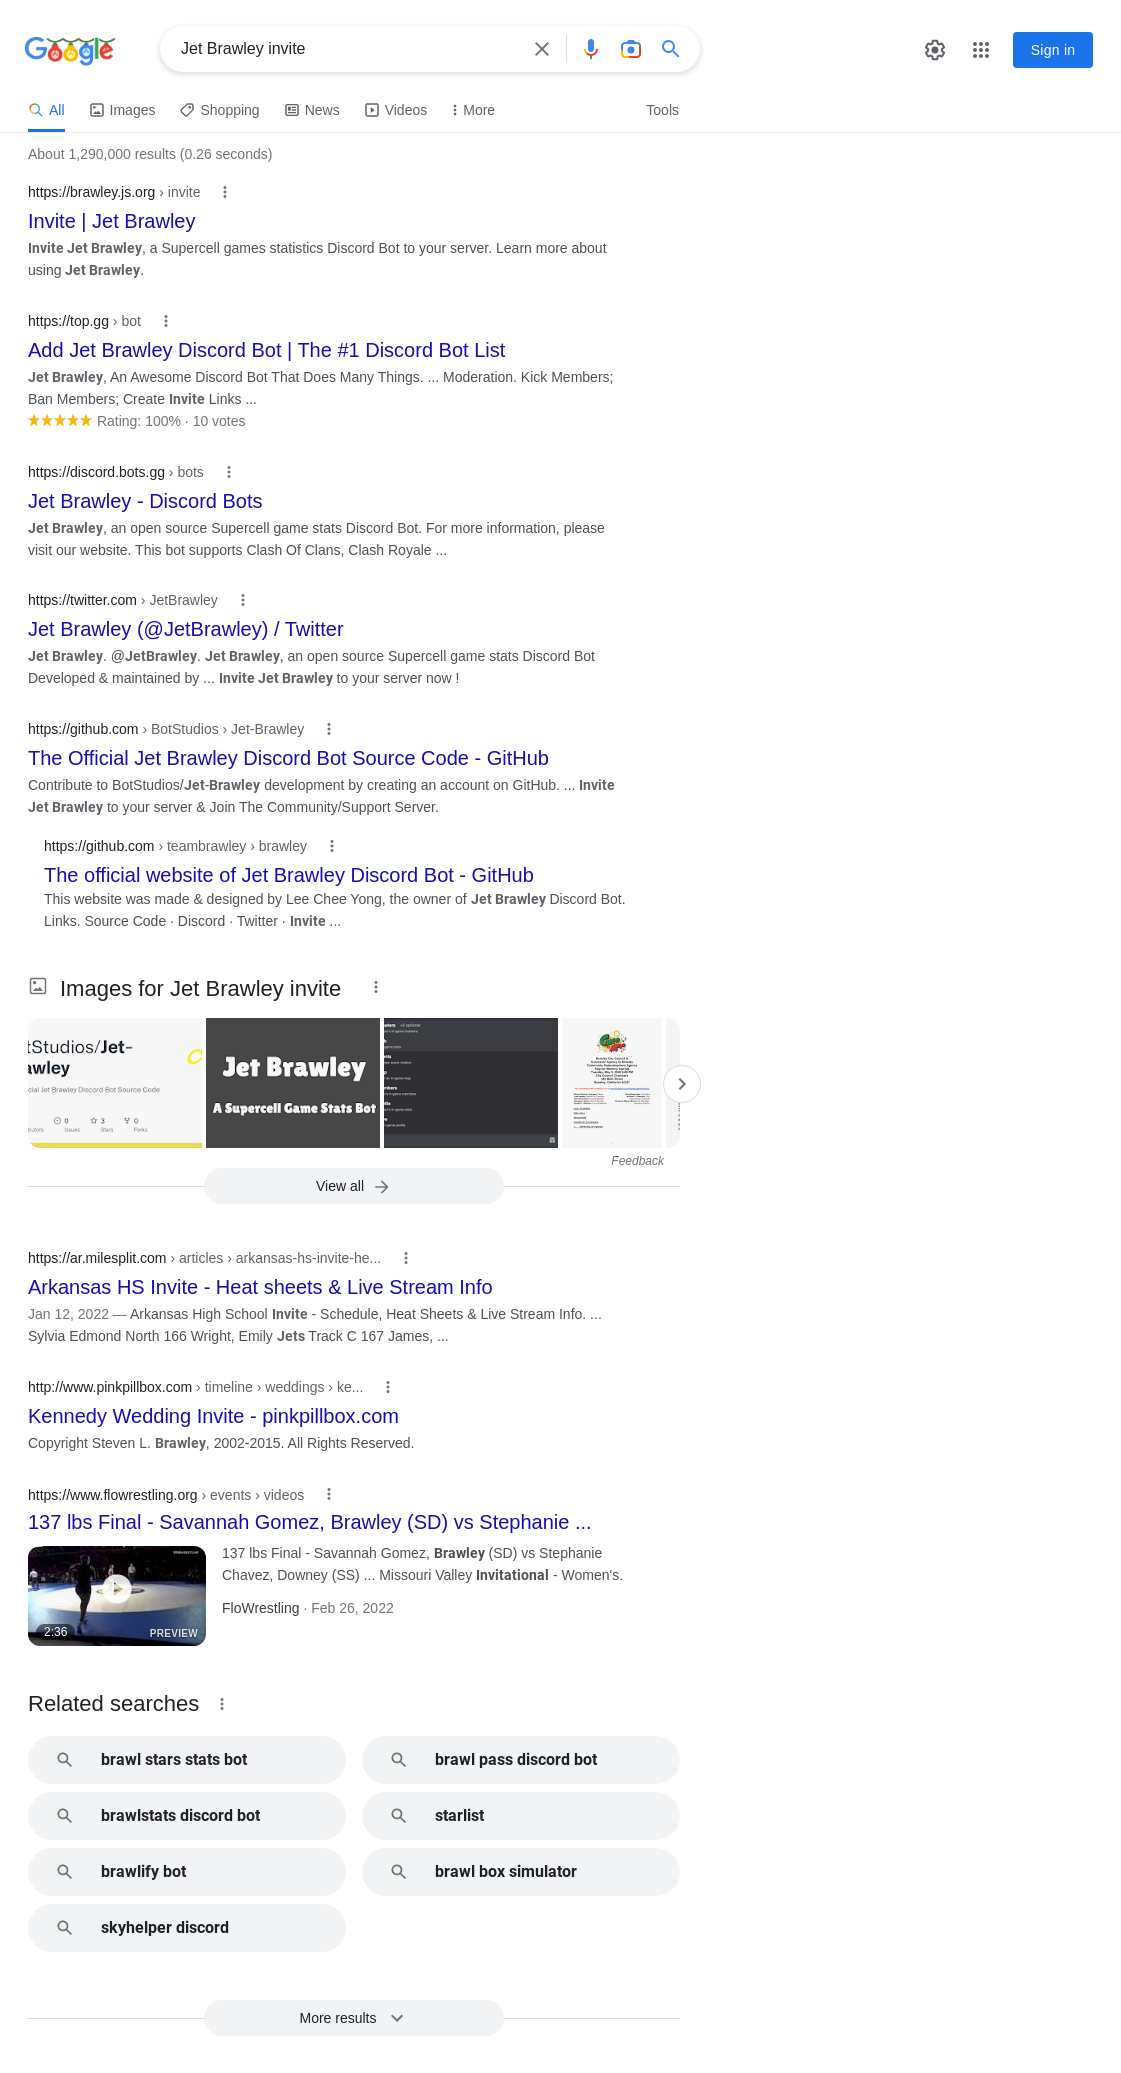 Google
Jet Brawley invite
Sign in
All
Images
Shopping
News
Videos
More
Tools
About 1,290,000 results (0.26 seconds)
https://brawley.js.org › invite
Invite | Jet Brawley
Invite Jet Brawley, a Supercell games statistics Discord Bot to your server. Learn more about
using Jet Brawley.
https://top.gg › bot
Add Jet Brawley Discord Bot | The #1 Discord Bot List
Jet Brawley, An Awesome Discord Bot That Does Many Things. ... Moderation. Kick Members;
Ban Members; Create Invite Links ...
Rating: 100% · 10 votes
https://discord.bots.gg › bots
Jet Brawley - Discord Bots
Jet Brawley, an open source Supercell game stats Discord Bot. For more information, please
visit our website. This bot supports Clash Of Clans, Clash Royale ...
https://twitter.com › JetBrawley
Jet Brawley (@JetBrawley) / Twitter
Jet Brawley. @JetBrawley. Jet Brawley, an open source Supercell game stats Discord Bot
Developed & maintained by ... Invite Jet Brawley to your server now !
https://github.com › BotStudios › Jet-Brawley
The Official Jet Brawley Discord Bot Source Code - GitHub
Contribute to BotStudios/Jet-Brawley development by creating an account on GitHub. ... Invite
Jet Brawley to your server & Join The Community/Support Server.
https://github.com › teambrawley › brawley
The official website of Jet Brawley Discord Bot - GitHub
This website was made & designed by Lee Chee Yong, the owner of Jet Brawley Discord Bot.
Links. Source Code · Discord · Twitter · Invite ...
Images for Jet Brawley invite
tStudios/Jet-
awley
cial Jet Brawley Discord Bot Source Code
0 3 0
Issues Stars Forks
Jet Brawley
A Supercell Game Stats Bot
Feedback
View all
https://ar.milesplit.com › articles › arkansas-hs-invite-he...
Arkansas HS Invite - Heat sheets & Live Stream Info
Jan 12, 2022 — Arkansas High School Invite - Schedule, Heat Sheets & Live Stream Info. ...
Sylvia Edmond North 166 Wright, Emily Jets Track C 167 James, ...
http://www.pinkpillbox.com › timeline › weddings › ke...
Kennedy Wedding Invite - pinkpillbox.com
Copyright Steven L. Brawley, 2002-2015. All Rights Reserved.
https://www.flowrestling.org › events › videos
137 lbs Final - Savannah Gomez, Brawley (SD) vs Stephanie ...
137 lbs Final - Savannah Gomez, Brawley (SD) vs Stephanie
Chavez, Downey (SS) ... Missouri Valley Invitational - Women's.
FloWrestling · Feb 26, 2022
2:36
PREVIEW
Related searches
brawl stars stats bot
brawl pass discord bot
brawlstats discord bot
starlist
brawlify bot
brawl box simulator
skyhelper discord
More results